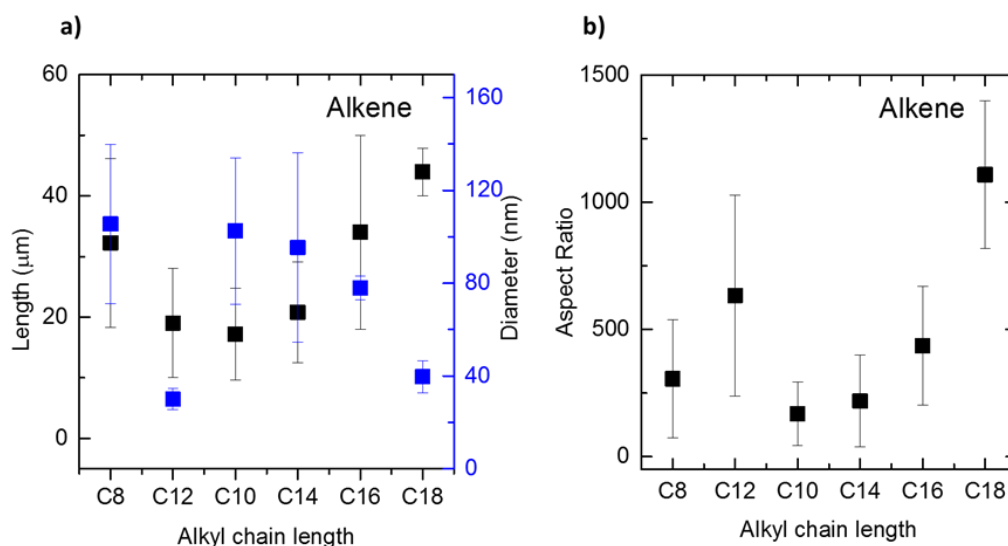 a)
Alkene
60
40
20
0
Length (μm)
160
120
80
40
0
Diameter (nm)
C8 C12 C10 C14 C16 C18
Alkyl chain length
b)
Alkene
1500
1000
500
0
Aspect Ratio
C8 C12 C10 C14 C16 C18
Alkyl chain length